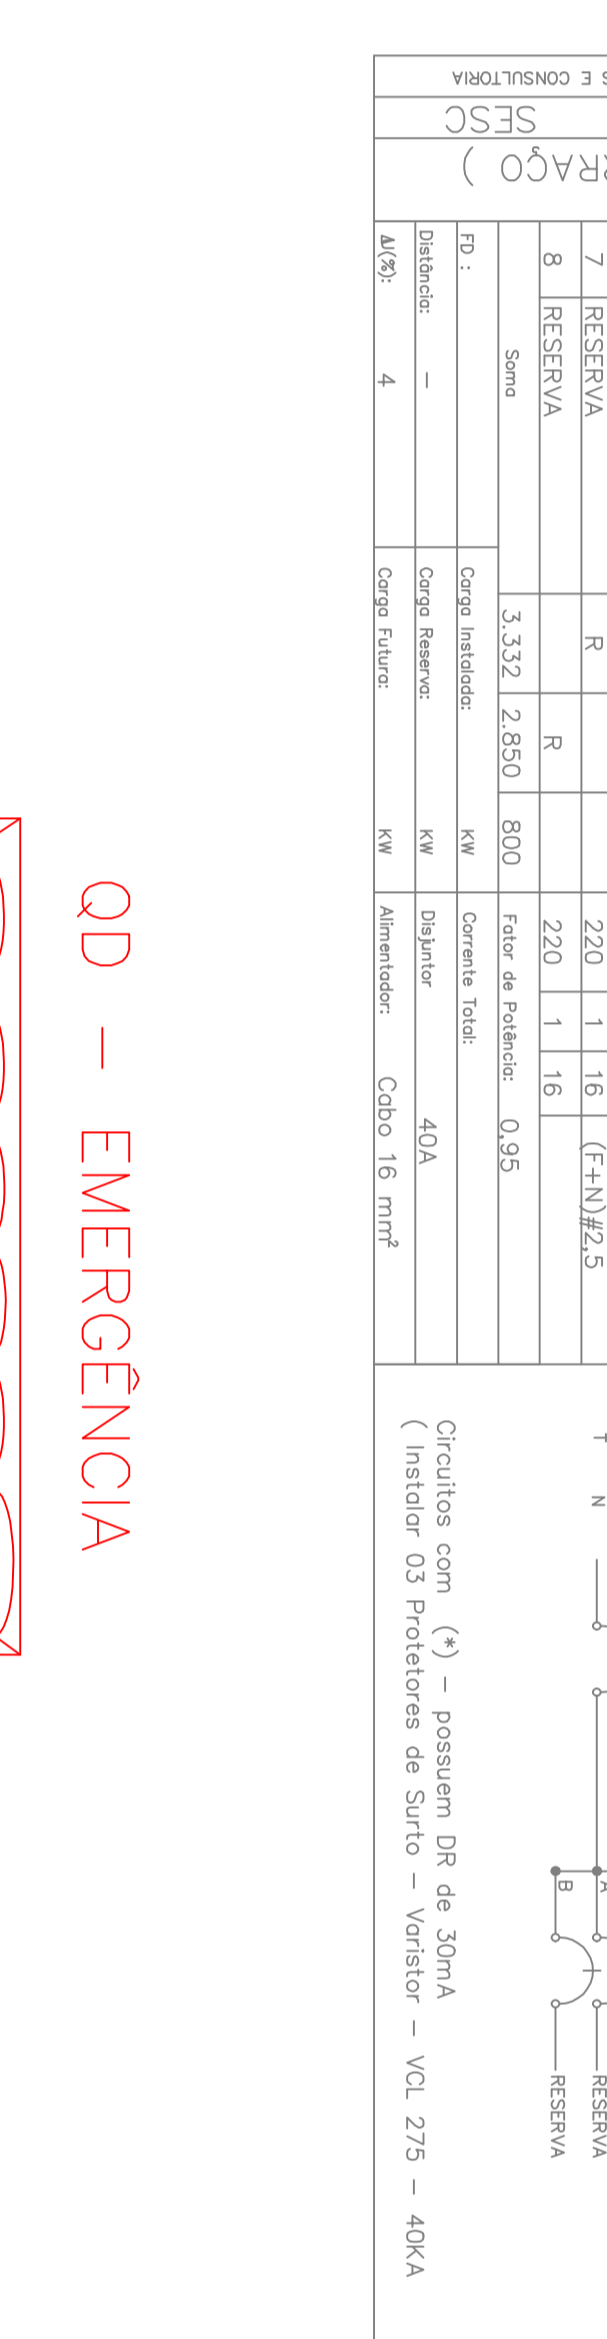 S E CONSULTORIA
SESC
RRAÇO )
7 RESERVA R 220 1 16 (F+N)#2,5
8 RESERVA R 220 1 16
Soma 3.332 2.850 800 Fator de Potência: 0,95
FD : Carga Instalada: KW Corrente Total:
Distância: – Carga Reserva: KW Disjuntor 40A
ΔU(%): 4 Carga Futura: KW Alimentador: Cabo 16 mm²
T N
A
B
RESERVA
RESERVA
Circuitos com (*) – possuem DR de 30mA
( Instalar 03 Protetores de Surto – Varistor – VCL 275 – 40KA
QD – EMERGÊNCIA